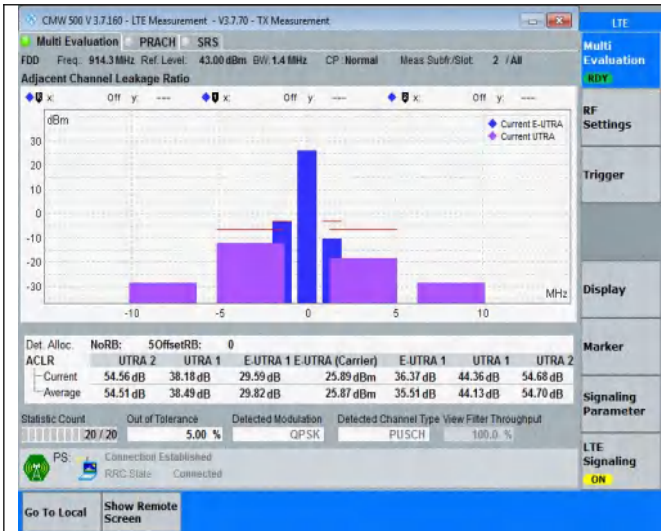 CMW 500 V 3.7.160 - LTE Measurement - V3.7.70 - TX Measurement
LTE
Multi Evaluation PRACH SRS
FDD Freq.: 914.3 MHz Ref. Level: 43.00 dBm BW: 1.4 MHz CP: Normal Meas Subfr./Slot: 2 / All
Adjacent Channel Leakage Ratio
x: Off y: --- x: Off y: --- x: Off y: ---
dBm
Current E-UTRA
Current UTRA
30
20
10
0
-10
-20
-30
MHz
-10 -5 0 5 10
Det. Alloc. NoRB: 5 OffsetRB: 0
ACLR UTRA 2 UTRA 1 E-UTRA 1 E-UTRA (Carrier) E-UTRA 1 UTRA 1 UTRA 2
Current 54.56 dB 38.18 dB 29.59 dB 25.89 dBm 36.37 dB 44.36 dB 54.68 dB
Average 54.51 dB 38.49 dB 29.82 dB 25.87 dBm 35.51 dB 44.13 dB 54.70 dB
Statistic Count Out of Tolerance Detected Modulation Detected Channel Type View Filter Throughput
20 / 20 5.00 % QPSK PUSCH 100.0 %
PS: Connection Established
RRC State Connected
Multi
Evaluation
RDY
RF
Settings
Trigger
Display
Marker
Signaling
Parameter
LTE
Signaling
ON
Go To Local
Show Remote
Screen